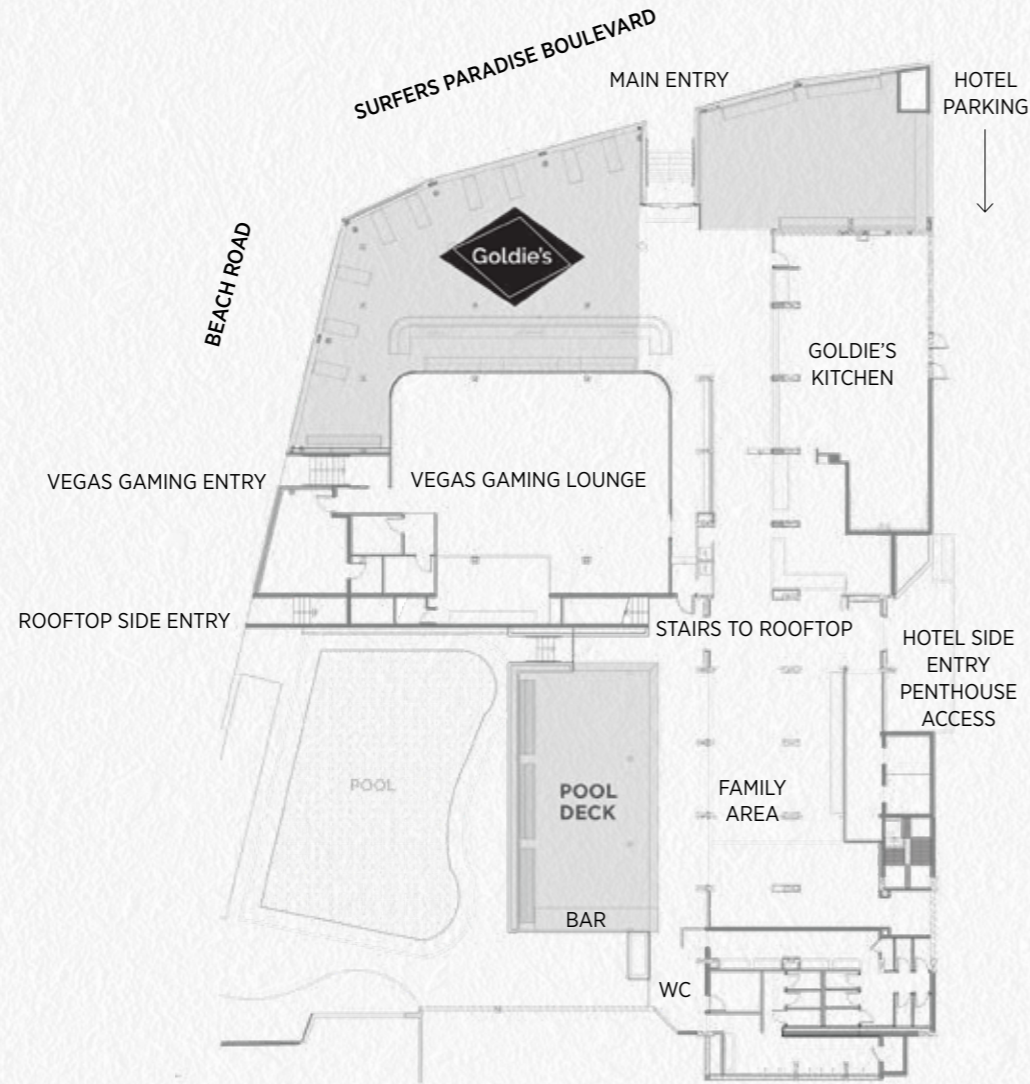 SURFERS PARADISE BOULEVARD
MAIN ENTRY
HOTEL
PARKING
BEACH ROAD
Goldie's
GOLDIE'S
KITCHEN
VEGAS GAMING ENTRY
VEGAS GAMING LOUNGE
ROOFTOP SIDE ENTRY
STAIRS TO ROOFTOP
HOTEL SIDE
ENTRY
PENTHOUSE
ACCESS
POOL
POOL
DECK
FAMILY
AREA
BAR
WC